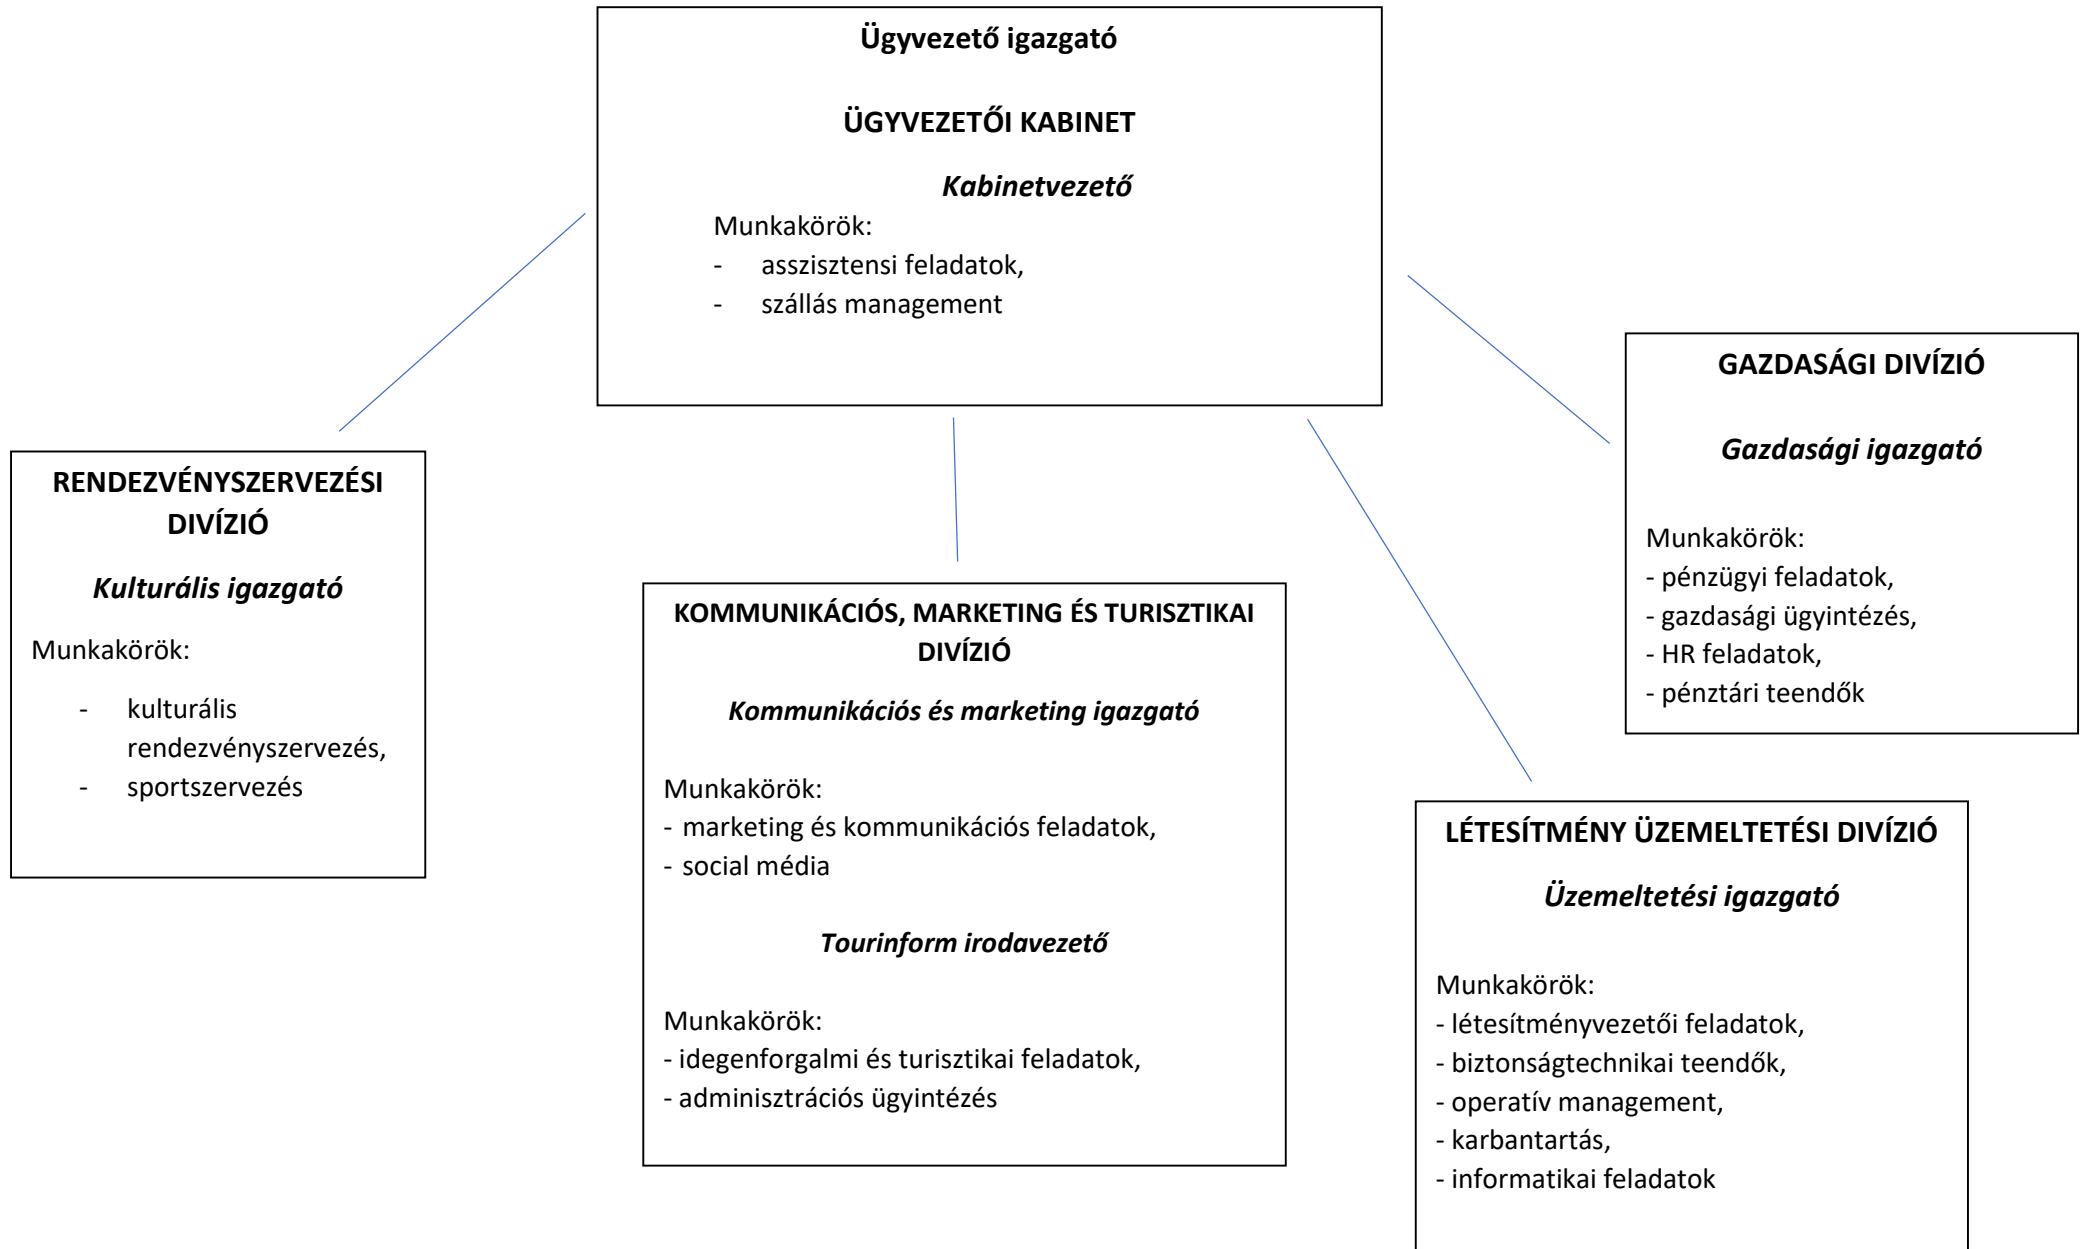 Ügyvezető igazgató
ÜGYVEZETŐI KABINET
Kabinetvezető
Munkakörök:
- asszisztensi feladatok,
- szállás management
RENDEZVÉNYSZERVEZÉSI
DIVÍZIÓ
Kulturális igazgató
Munkakörök:
- kulturális
rendezvényszervezés,
- sportszervezés
KOMMUNIKÁCIÓS, MARKETING ÉS TURISZTIKAI
DIVÍZIÓ
Kommunikációs és marketing igazgató
Munkakörök:
- marketing és kommunikációs feladatok,
- social média
Tourinform irodavezető
Munkakörök:
- idegenforgalmi és turisztikai feladatok,
- adminisztrációs ügyintézés
GAZDASÁGI DIVÍZIÓ
Gazdasági igazgató
Munkakörök:
- pénzügyi feladatok,
- gazdasági ügyintézés,
- HR feladatok,
- pénztári teendők
LÉTESÍTMÉNY ÜZEMELTETÉSI DIVÍZIÓ
Üzemeltetési igazgató
Munkakörök:
- létesítményvezetői feladatok,
- biztonságtechnikai teendők,
- operatív management,
- karbantartás,
- informatikai feladatok